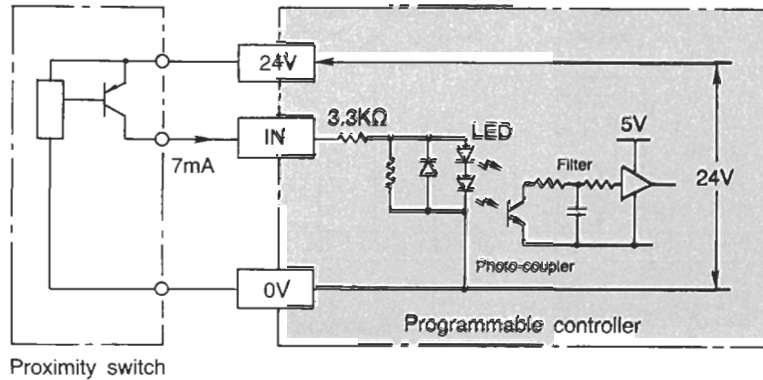 24V
3.3KΩ
LED
IN
7mA
5V
Filter
24V
Photo-coupler
0V
Programmable controller
Proximity switch